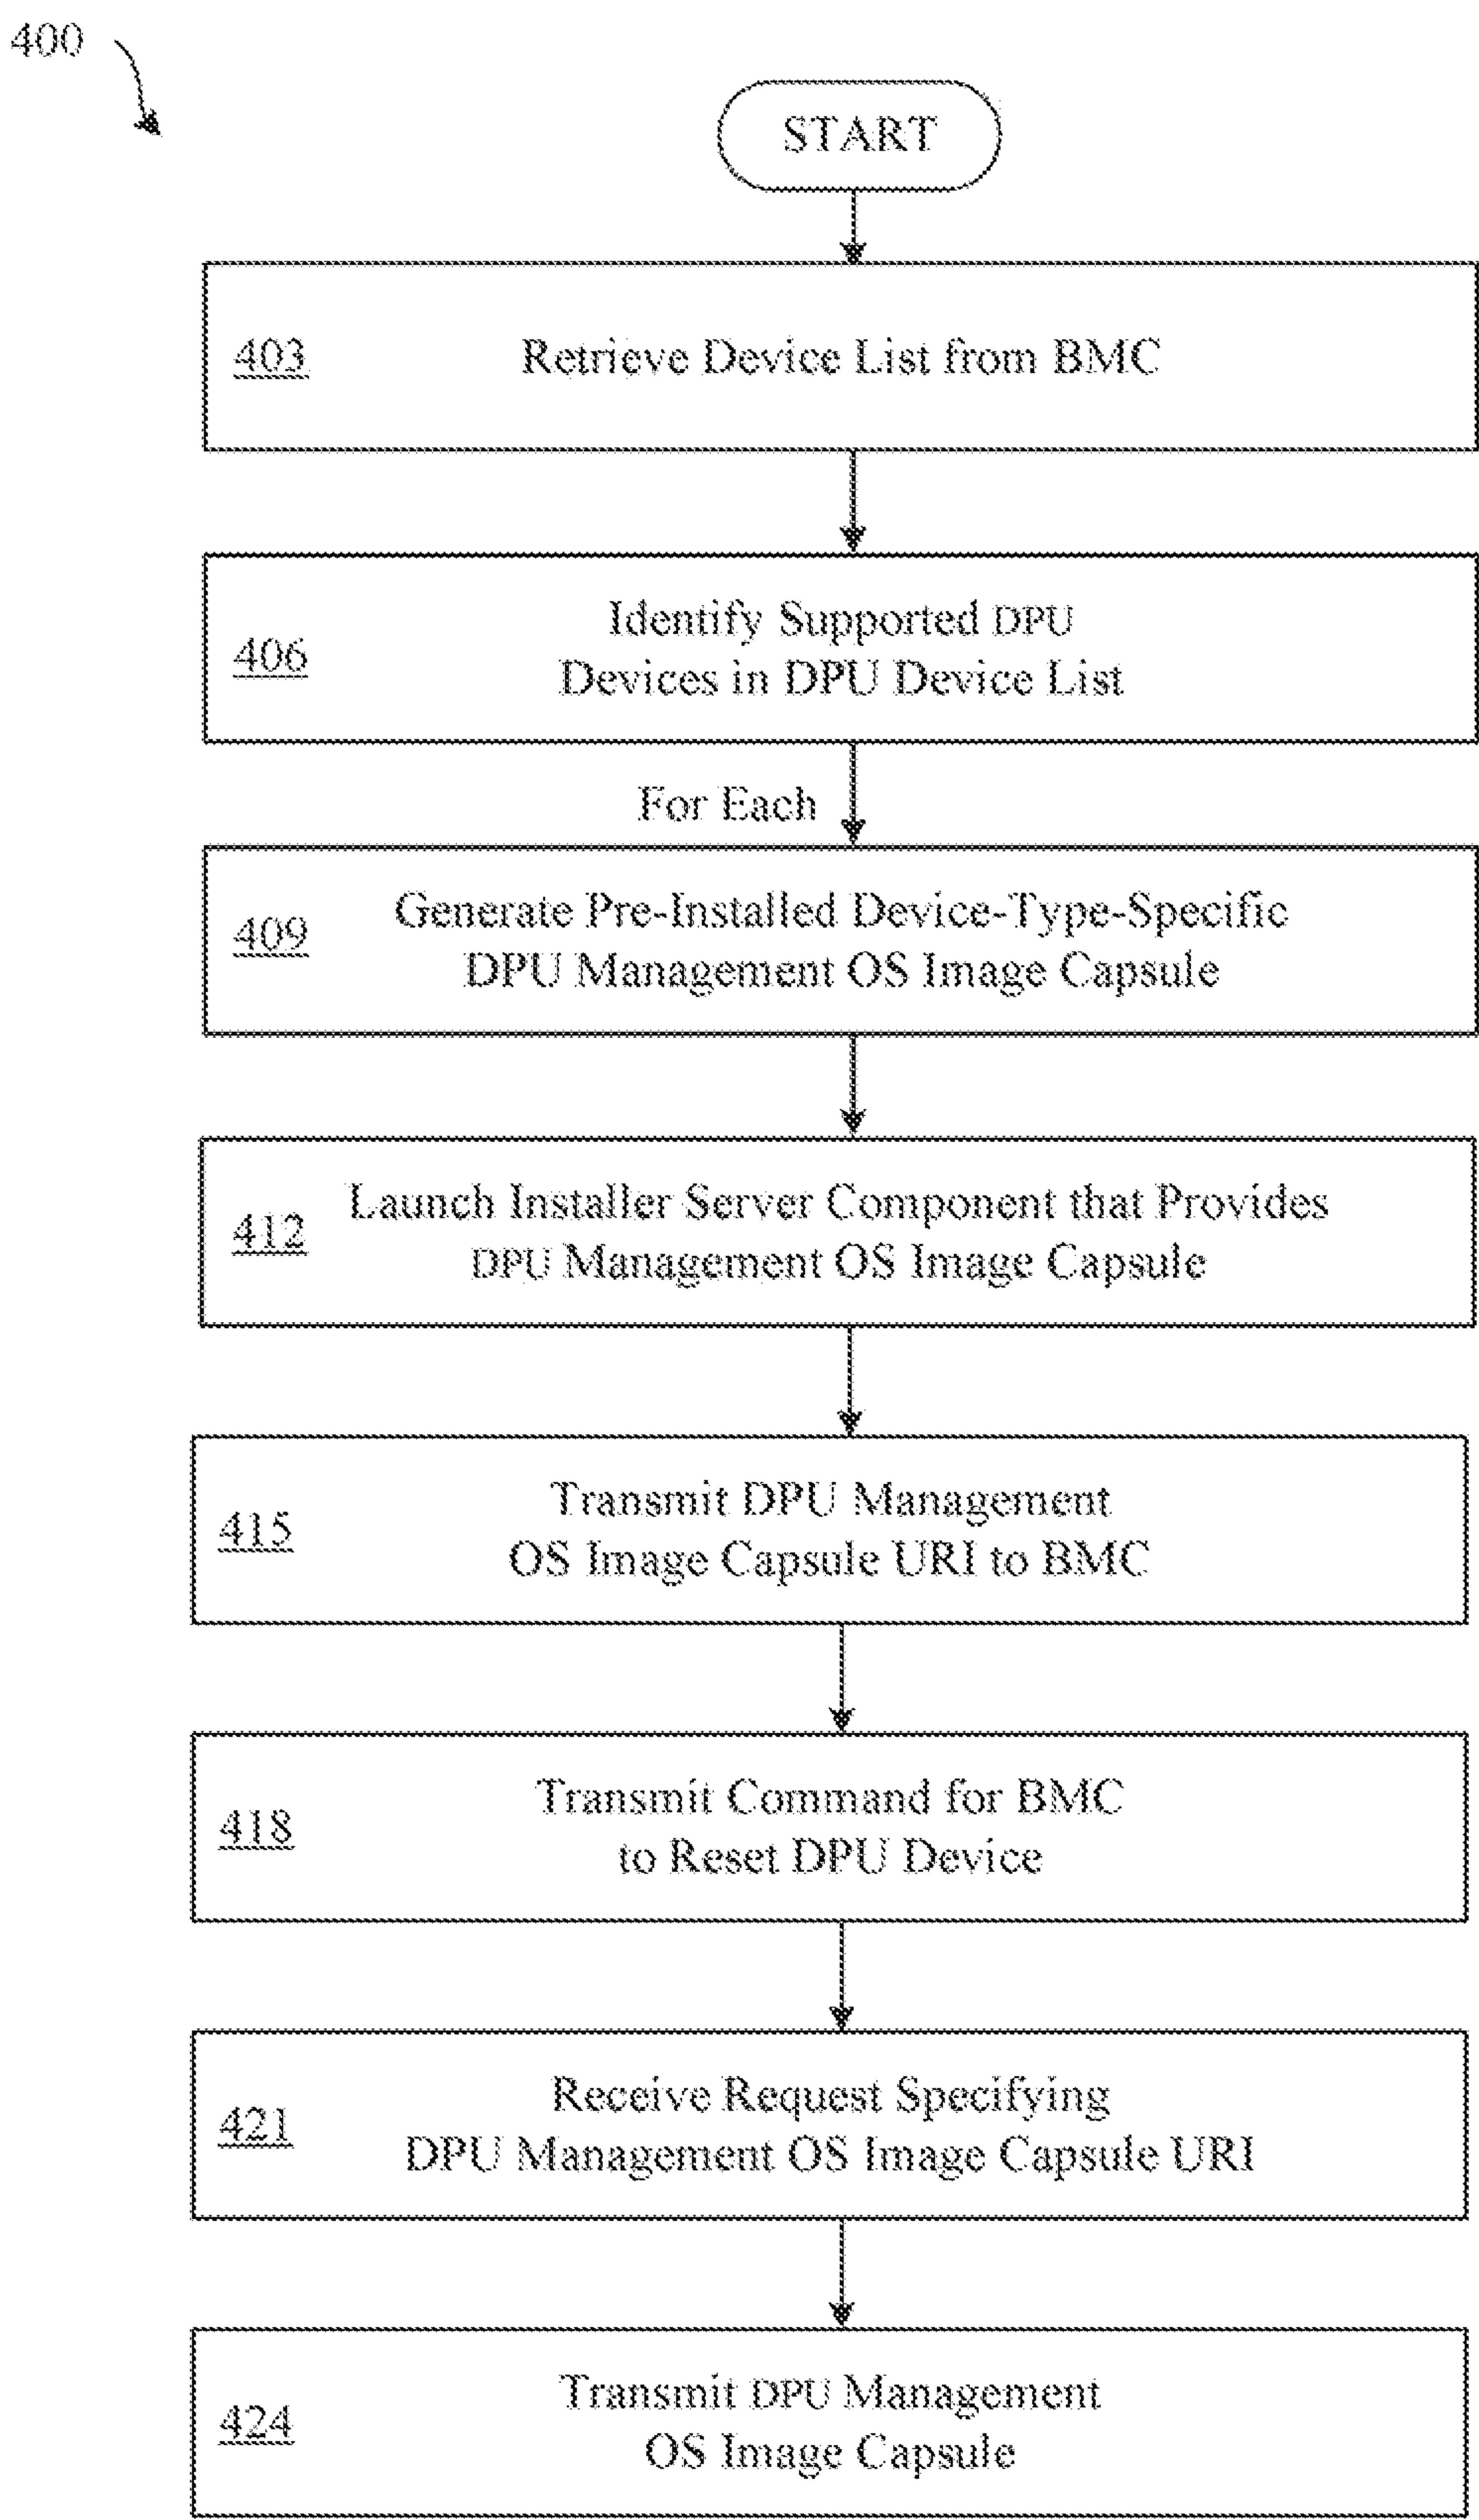 400
START
403
Retrieve Device List from BMC
406
Identify Supported DPU
Devices in DPU Device List
For Each
409
Generate Pre-Installed Device-Type-Specific
DPU Management OS Image Capsule
412
Launch Installer Server Component that Provides
DPU Management OS Image Capsule
415
Transmit DPU Management
OS Image Capsule URI to BMC
418
Transmit Command for BMC
to Reset DPU Device
421
Receive Request Specifying
DPU Management OS Image Capsule URI
424
Transmit DPU Management
OS Image Capsule